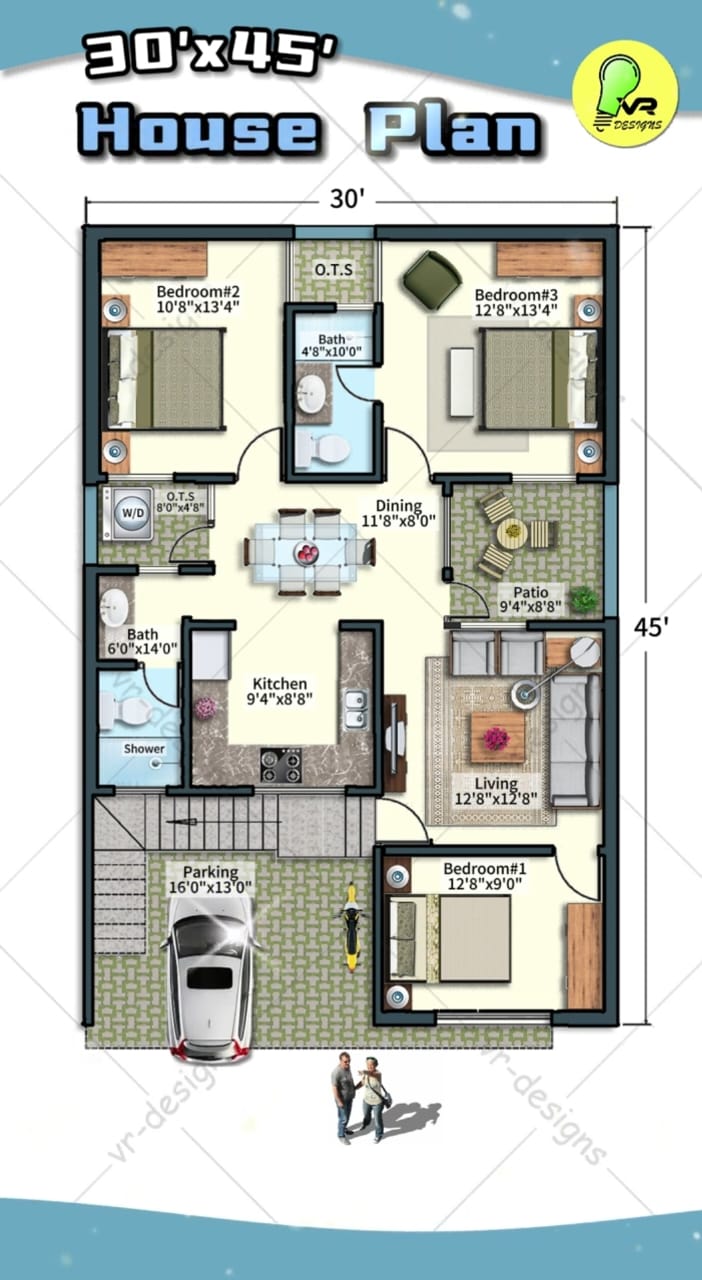 30'x45'
House Plan
VR
DESIGNS
30'
O.T.S
Bedroom#2
10'8"x13'4"
Bedroom#3
12'8"x13'4"
Bath
4'8"x10'0"
O.T.S
8'0"x4'8"
W/D
Dining
11'8"x8'0"
Patio
9'4"x8'8"
45'
Bath
6'0"x14'0"
Kitchen
9'4"x8'8"
Shower
Living
12'8"x12'8"
Parking
16'0"x13'0"
Bedroom#1
12'8"x9'0"
vr-designs
vr-designs